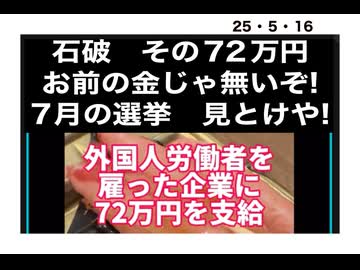 25・5・16
石破　その72万円
お前の金じゃ無いぞ!
７月の選挙　見とけや!
外国人労働者を
雇った企業に
72万円を支給